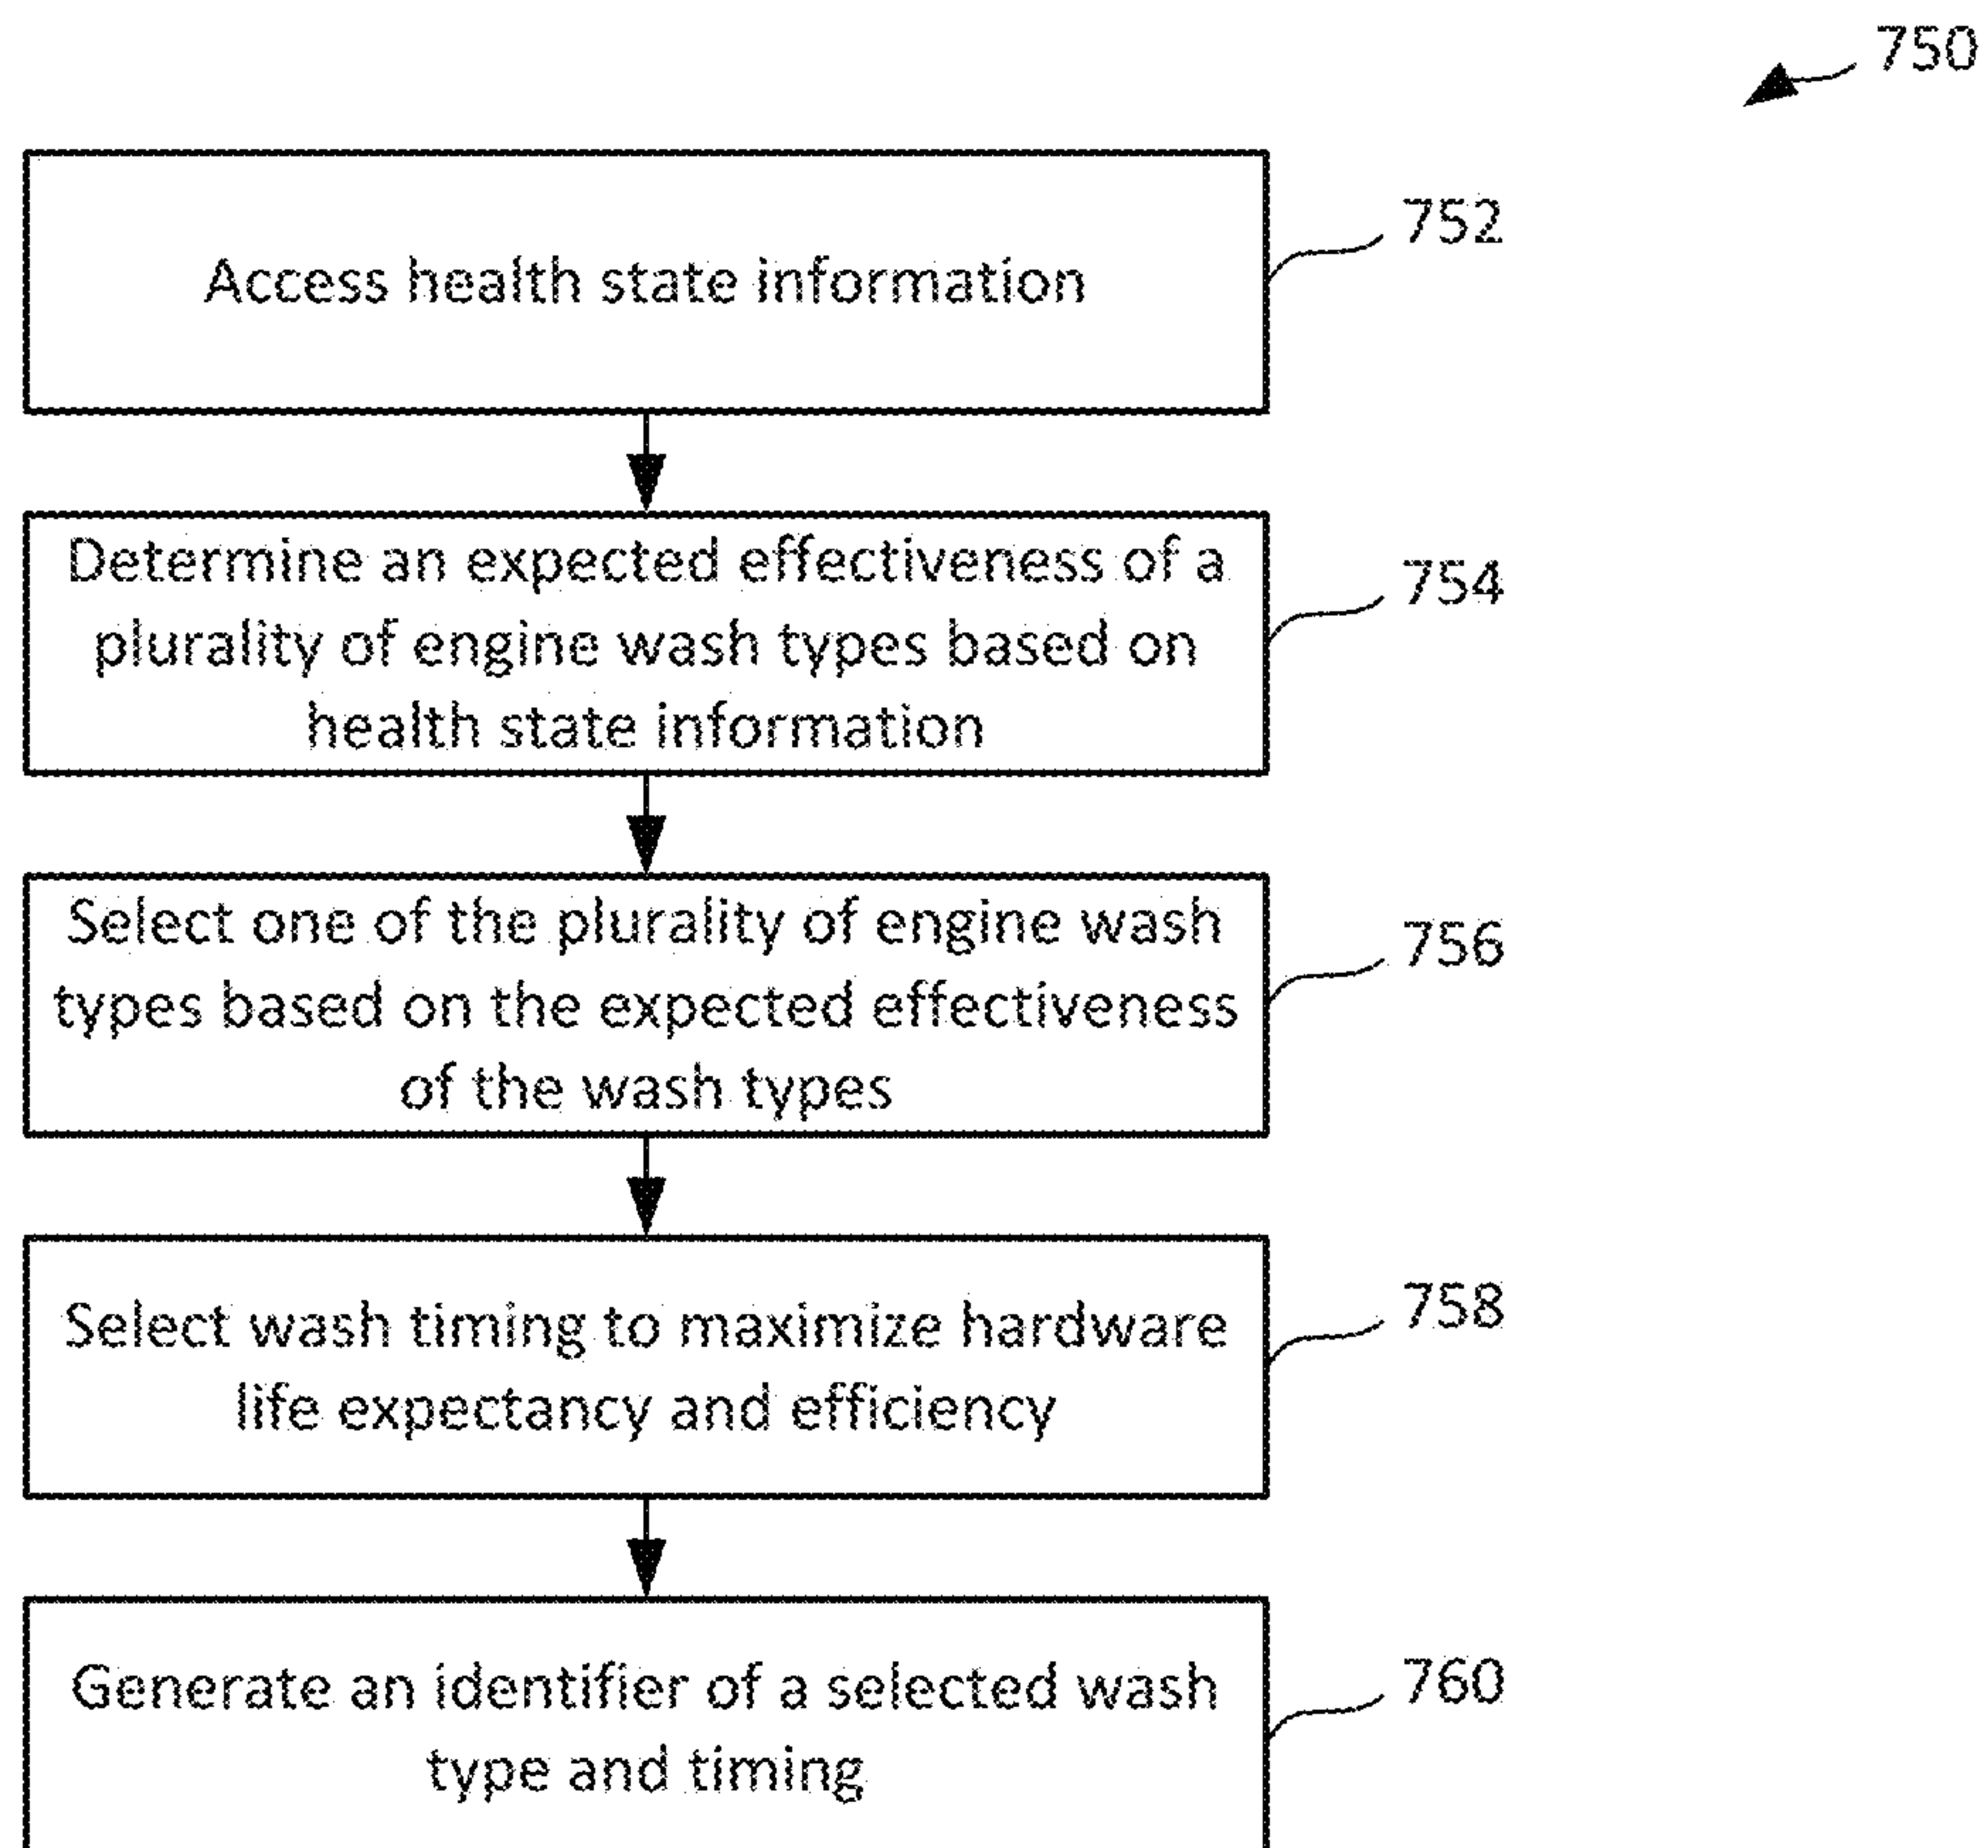 750
Access health state information
752
Determine an expected effectiveness of a
plurality of engine wash types based on
health state information
754
Select one of the plurality of engine wash
types based on the expected effectiveness
of the wash types
756
Select wash timing to maximize hardware
life expectancy and efficiency
758
Generate an identifier of a selected wash
type and timing
760